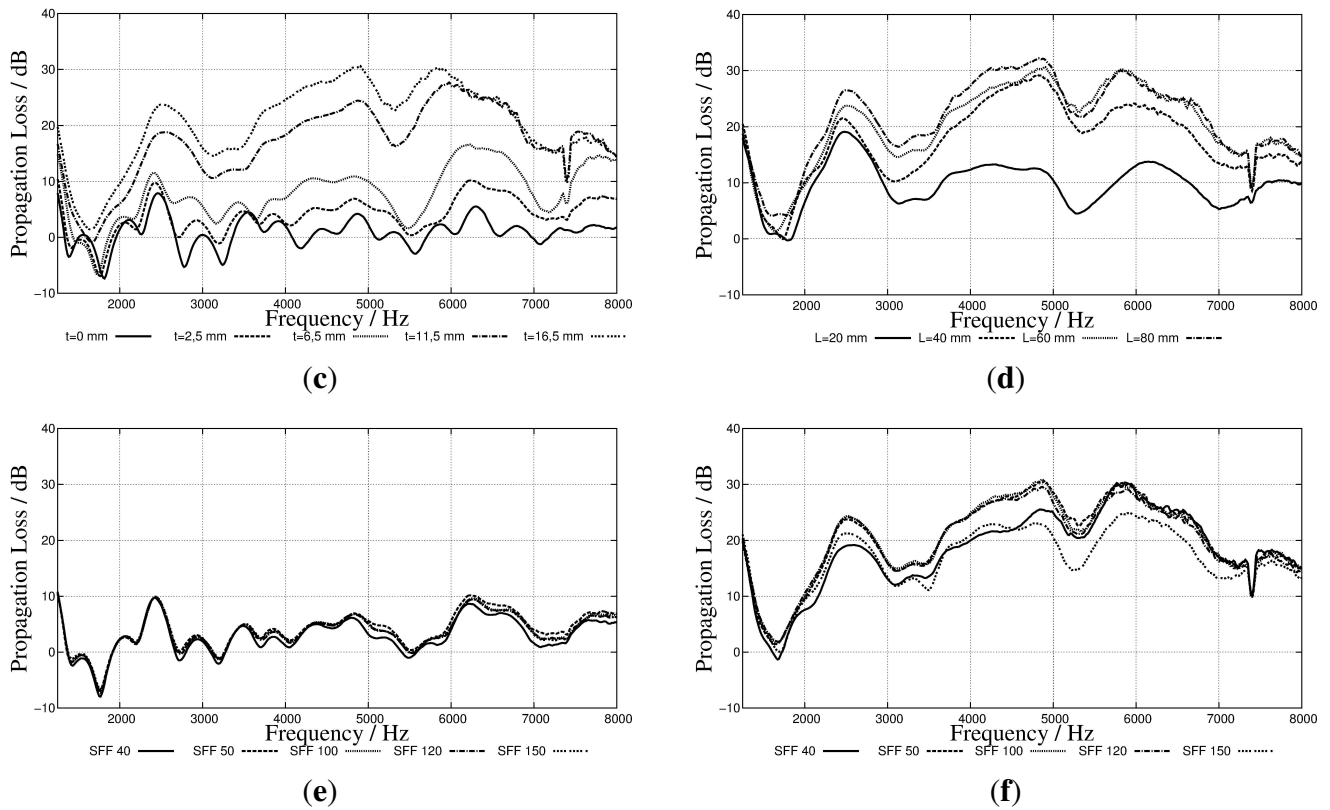 Propagation Loss / dB
40
30
20
10
0
−10
2000 3000 4000 5000 6000 7000 8000
Frequency / Hz
t=0 mm t=2,5 mm t=6,5 mm t=11,5 mm t=16,5 mm
(c)
Propagation Loss / dB
40
30
20
10
0
−10
2000 3000 4000 5000 6000 7000 8000
Frequency / Hz
L=20 mm L=40 mm L=60 mm L=80 mm
(d)
Propagation Loss / dB
40
30
20
10
0
−10
2000 3000 4000 5000 6000 7000 8000
Frequency / Hz
SFF 40 SFF 50 SFF 100 SFF 120 SFF 150
(e)
Propagation Loss / dB
40
30
20
10
0
−10
2000 3000 4000 5000 6000 7000 8000
Frequency / Hz
SFF 40 SFF 50 SFF 100 SFF 120 SFF 150
(f)